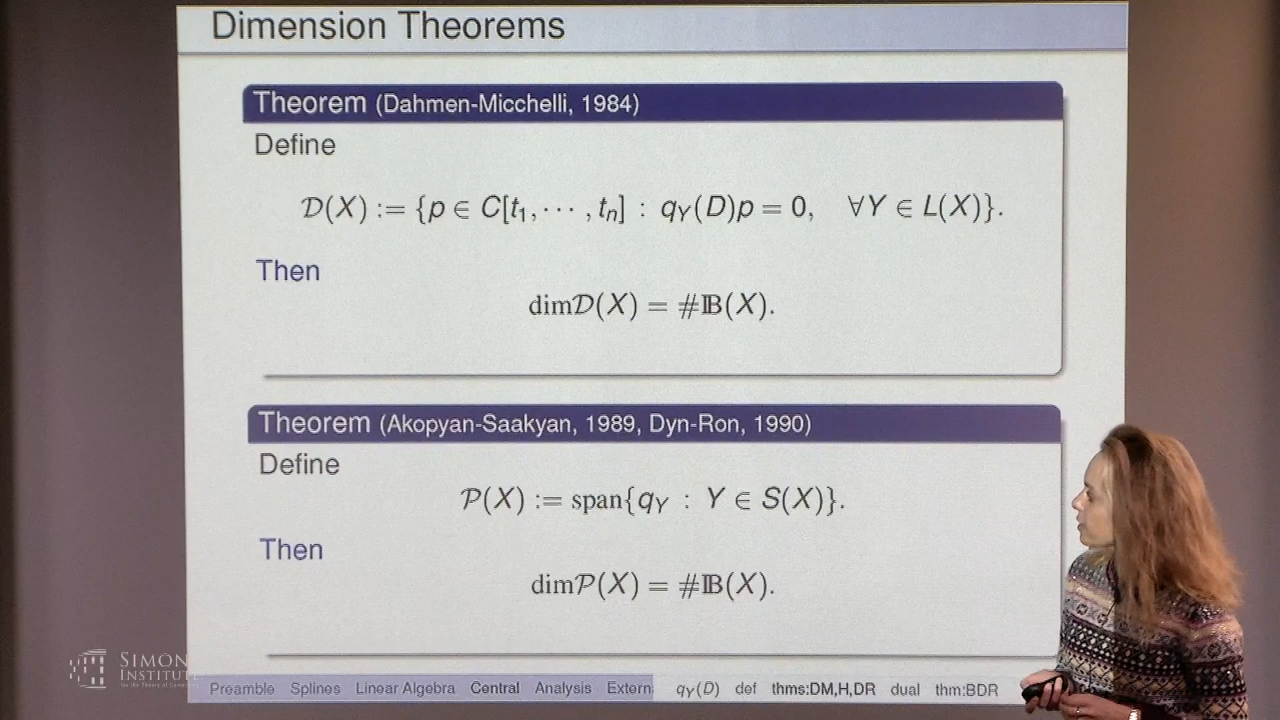 Dimension Theorems
Theorem (Dahmen-Micchelli, 1984)
Define
𝒟(X) := {p ∈ C[t₁, ⋯ , tₙ] : q_Y(D)p = 0, ∀Y ∈ L(X)}.
Then
dim𝒟(X) = #𝔹(X).
Theorem (Akopyan-Saakyan, 1989, Dyn-Ron, 1990)
Define
𝒫(X) := span{q_Y : Y ∈ S(X)}.
Then
dim𝒫(X) = #𝔹(X).
SIMON
INSTITUTE
Preamble Splines Linear Algebra Central Analysis Extern q_Y(D) def thms:DM,H,DR dual thm:BDR